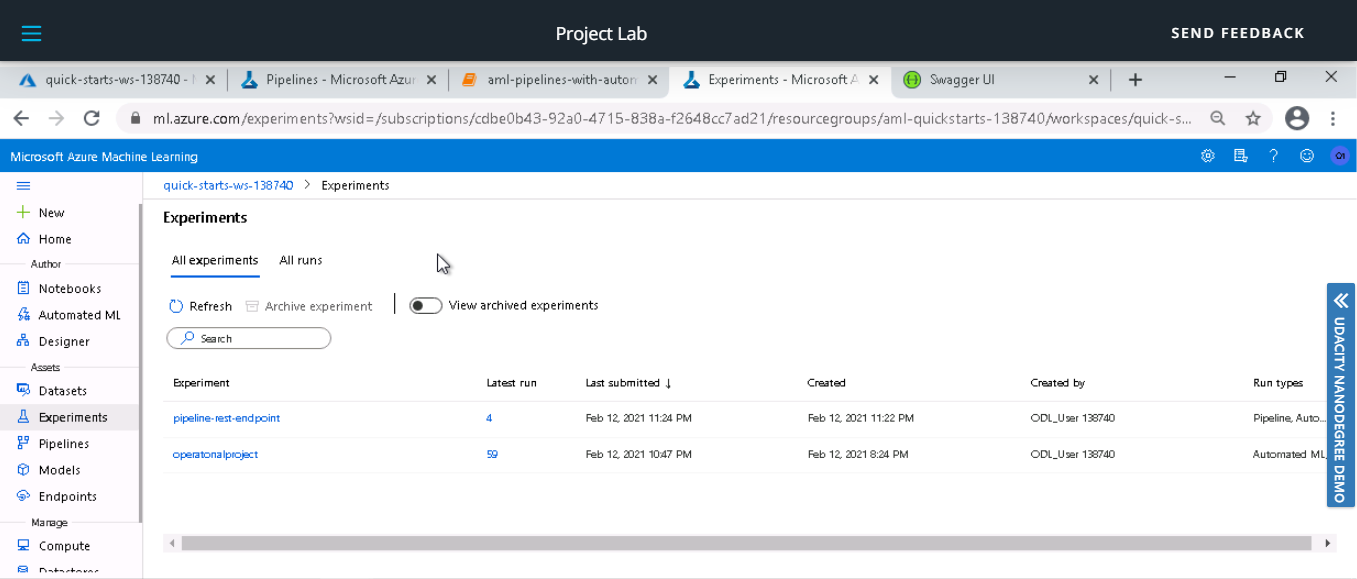 Project Lab
SEND FEEDBACK
quick-starts-ws-138740 -
Pipelines - Microsoft Azur
aml-pipelines-with-autom
Experiments - Microsoft A
Swagger UI
ml.azure.com/experiments?wsid=/subscriptions/cdbe0b43-92a0-4715-838a-f2648cc7ad21/resourcegroups/aml-quickstarts-138740/workspaces/quick-s...
Microsoft Azure Machine Learning
quick-starts-ws-138740 > Experiments
New
Home
Author
Notebooks
Automated ML
Designer
Assets
Datasets
Experiments
Pipelines
Models
Endpoints
Manage
Compute
Datastores
Experiments
All experiments All runs
Refresh Archive experiment View archived experiments
Search
Experiment Latest run Last submitted ↓ Created Created by Run types
pipeline-rest-endpoint 4 Feb 12, 2021 11:24 PM Feb 12, 2021 11:22 PM ODL_User 138740 Pipeline, Auto...
operatonalproject 59 Feb 12, 2021 10:47 PM Feb 12, 2021 8:24 PM ODL_User 138740 Automated ML,
UDACITY NANODEGREE DEMO